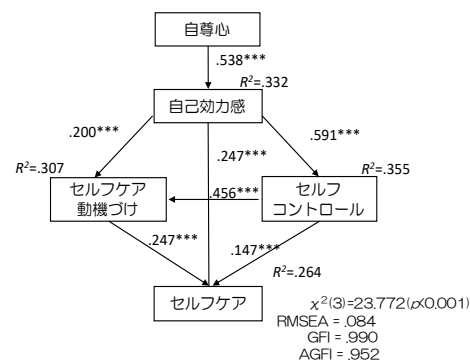 自尊心
.538***
R²=.332
自己効力感
.200***
.247***
.591***
R²=.307
R²=.355
セルフケア
動機づけ
.456***
セルフ
コントロール
.247***
.147***
R²=.264
セルフケア
χ²(3)=23.772(p<0.001)
RMSEA = .084
GFI = .990
AGFI = .952